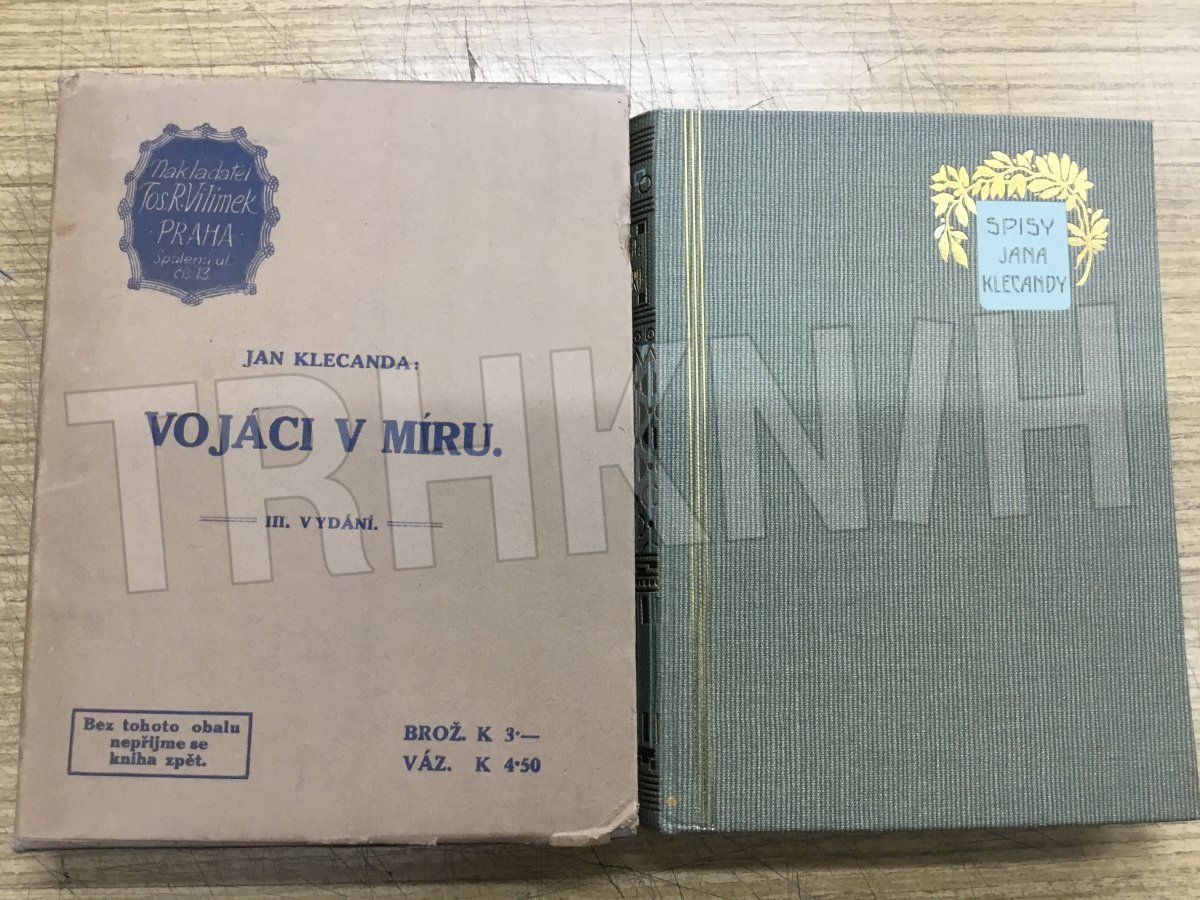 Nakladatel
Jos.R.Vilímek
PRAHA
Spálená ul.
čís 13.
JAN KLECANDA:
VOJÁCI V MÍRU.
III. VYDÁNÍ.
Bez tohoto obalu
nepřijme se
kniha zpět.
BROŽ. K 3·—
VÁZ. K 4·50
SPISY
JANA
KLECANDY
TRHKNIH